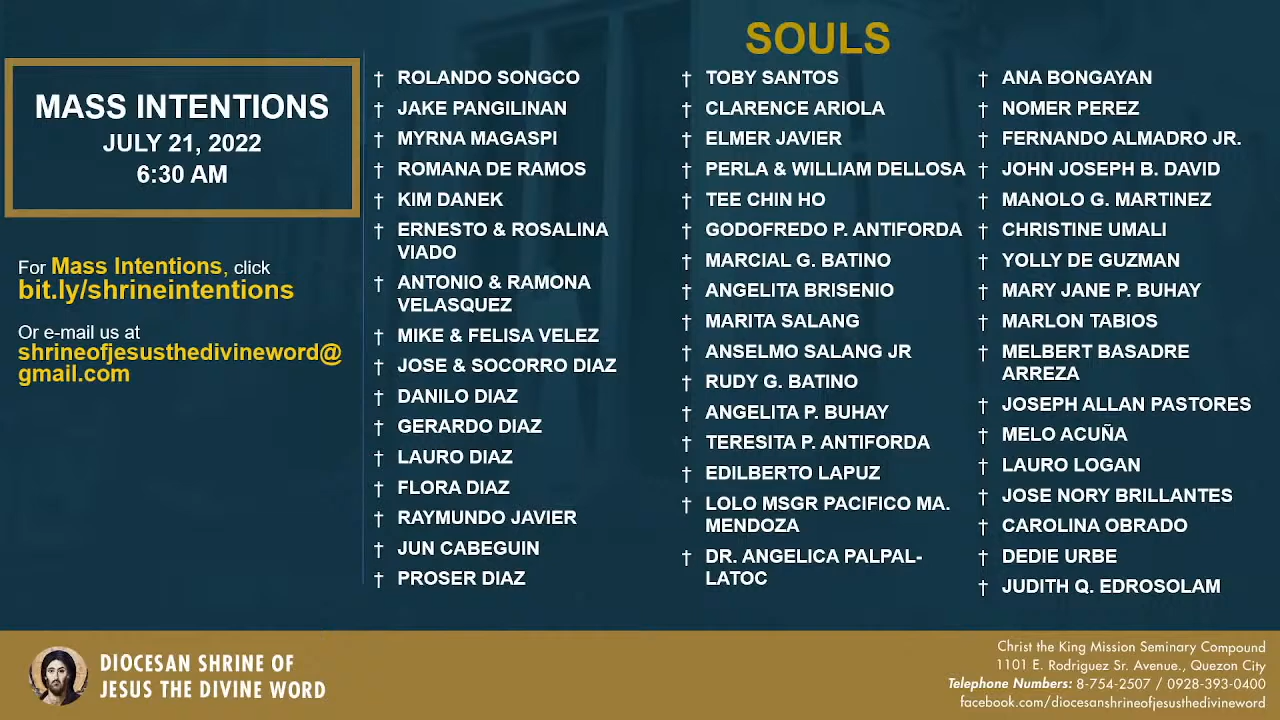 SOULS
MASS INTENTIONS
JULY 21, 2022
6:30 AM
For Mass Intentions, click
bit.ly/shrineintentions
Or e-mail us at
shrineofjesusthedivineword@
gmail.com
† ROLANDO SONGCO
† JAKE PANGILINAN
† MYRNA MAGASPI
† ROMANA DE RAMOS
† KIM DANEK
† ERNESTO & ROSALINA
VIADO
† ANTONIO & RAMONA
VELASQUEZ
† MIKE & FELISA VELEZ
† JOSE & SOCORRO DIAZ
† DANILO DIAZ
† GERARDO DIAZ
† LAURO DIAZ
† FLORA DIAZ
† RAYMUNDO JAVIER
† JUN CABEGUIN
† PROSER DIAZ
† TOBY SANTOS
† CLARENCE ARIOLA
† ELMER JAVIER
† PERLA & WILLIAM DELLOSA
† TEE CHIN HO
† GODOFREDO P. ANTIFORDA
† MARCIAL G. BATINO
† ANGELITA BRISENIO
† MARITA SALANG
† ANSELMO SALANG JR
† RUDY G. BATINO
† ANGELITA P. BUHAY
† TERESITA P. ANTIFORDA
† EDILBERTO LAPUZ
† LOLO MSGR PACIFICO MA.
MENDOZA
† DR. ANGELICA PALPAL-
LATOC
† ANA BONGAYAN
† NOMER PEREZ
† FERNANDO ALMADRO JR.
† JOHN JOSEPH B. DAVID
† MANOLO G. MARTINEZ
† CHRISTINE UMALI
† YOLLY DE GUZMAN
† MARY JANE P. BUHAY
† MARLON TABIOS
† MELBERT BASADRE
ARREZA
† JOSEPH ALLAN PASTORES
† MELO ACUÑA
† LAURO LOGAN
† JOSE NORY BRILLANTES
† CAROLINA OBRADO
† DEDIE URBE
† JUDITH Q. EDROSOLAM
DIOCESAN SHRINE OF
JESUS THE DIVINE WORD
Christ the King Mission Seminary Compound
1101 E. Rodriguez Sr. Avenue., Quezon City
Telephone Numbers: 8-754-2507 / 0928-393-0400
facebook.com/diocesanshrineofjesusthedivineword